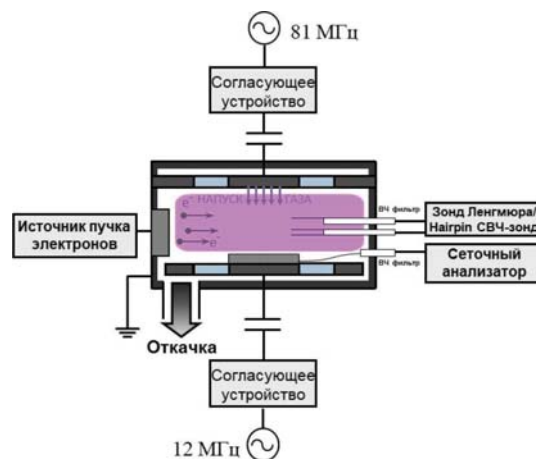 81 МГц
Согласующее
устройство
НАПУСК ГАЗА
e⁻
e⁻
ВЧ фильтр
Источник пучка
электронов
Зонд Ленгмюра/
Hairpin СВЧ-зонд
ВЧ фильтр
Сеточный
анализатор
Откачка
Согласующее
устройство
12 МГц